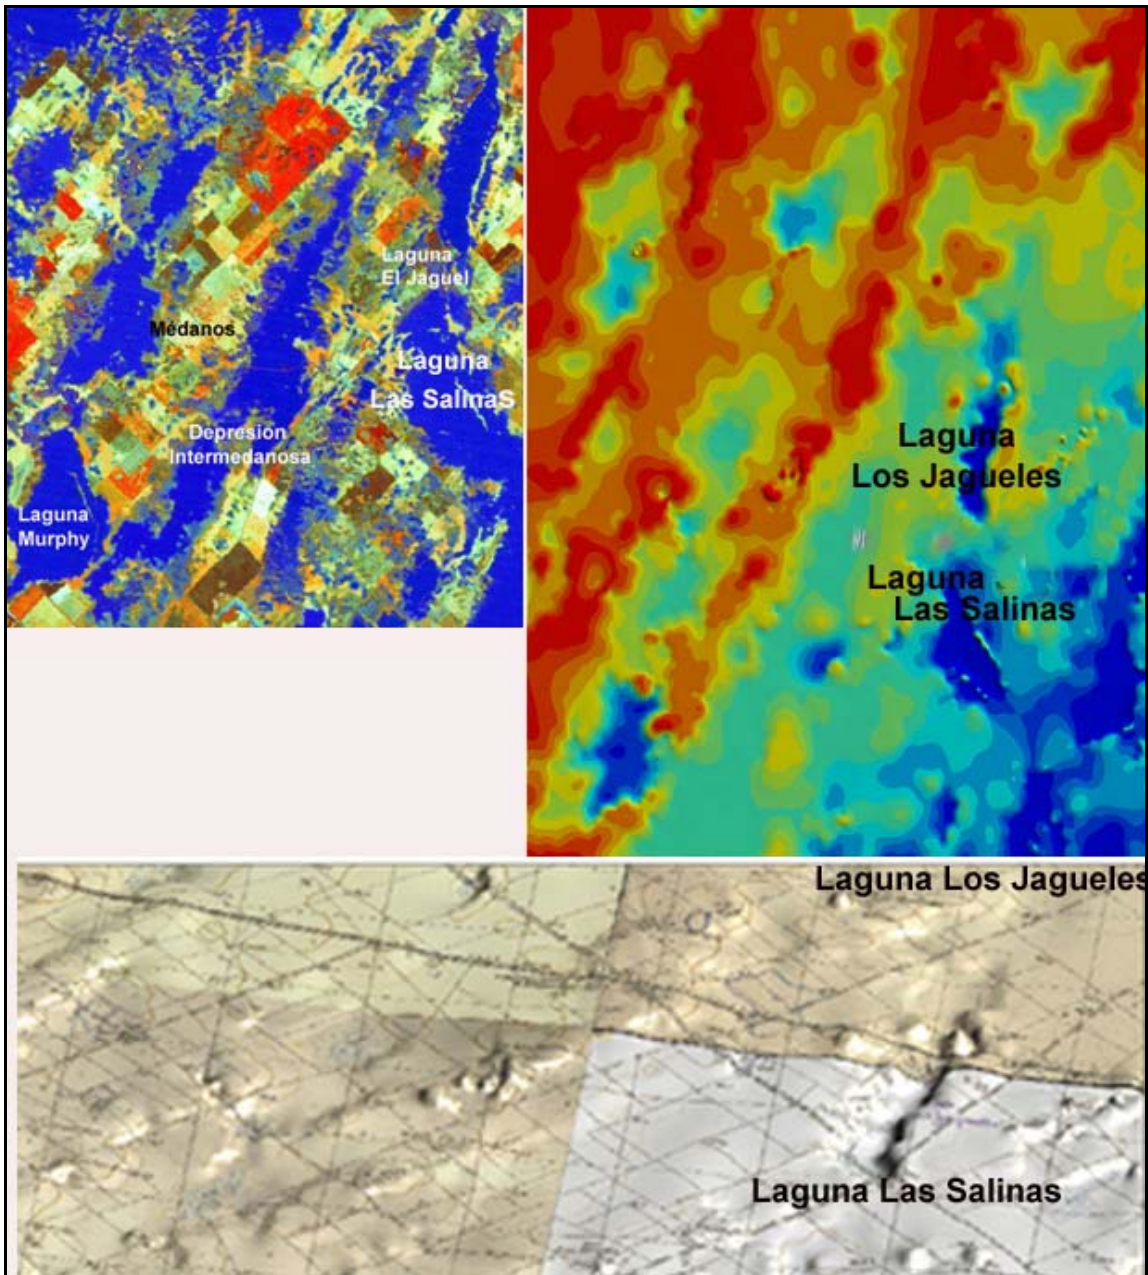 Laguna
El Jaguel
Médanos
Laguna
Las SalinaS
Depresión
Intermedanosa
Laguna
Murphy
Laguna
Los Jagueles
Laguna
Las Salinas
Laguna Los Jagueles
Laguna Las Salinas